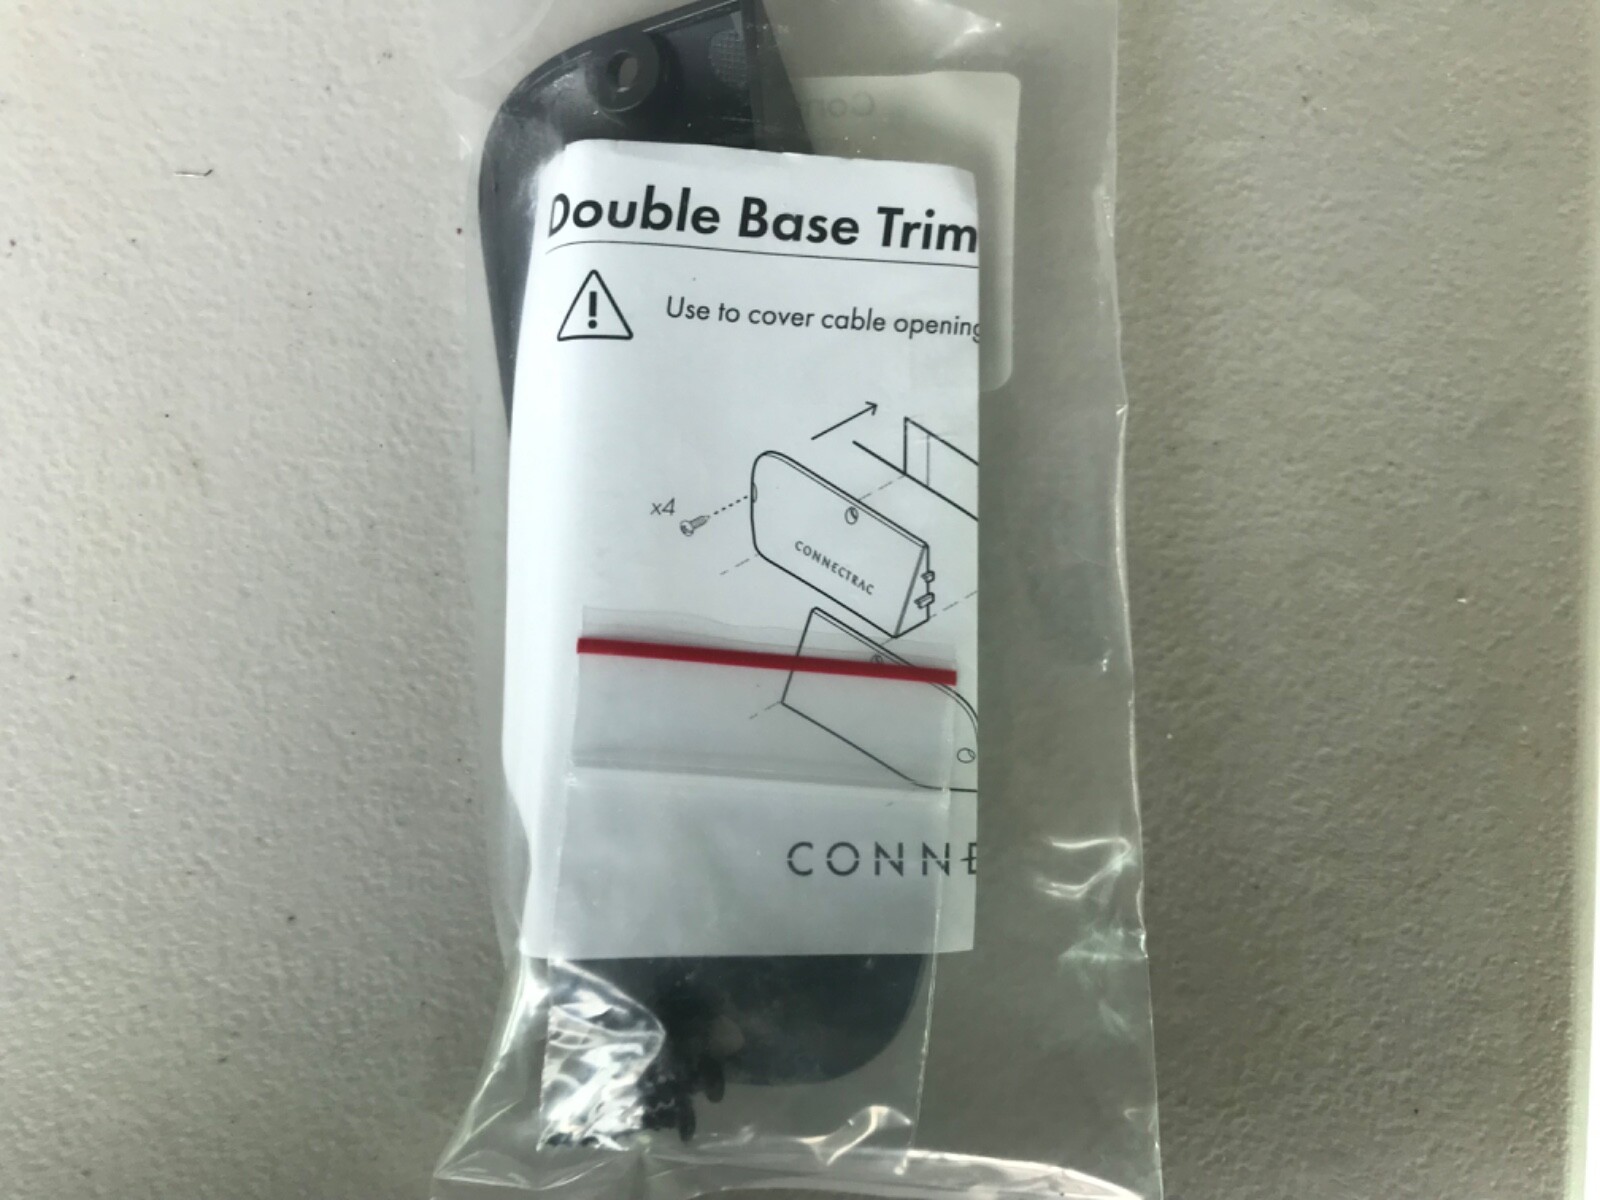 Double Base Trim
Use to cover cable opening
x4
CONNECTRAC
CONNE